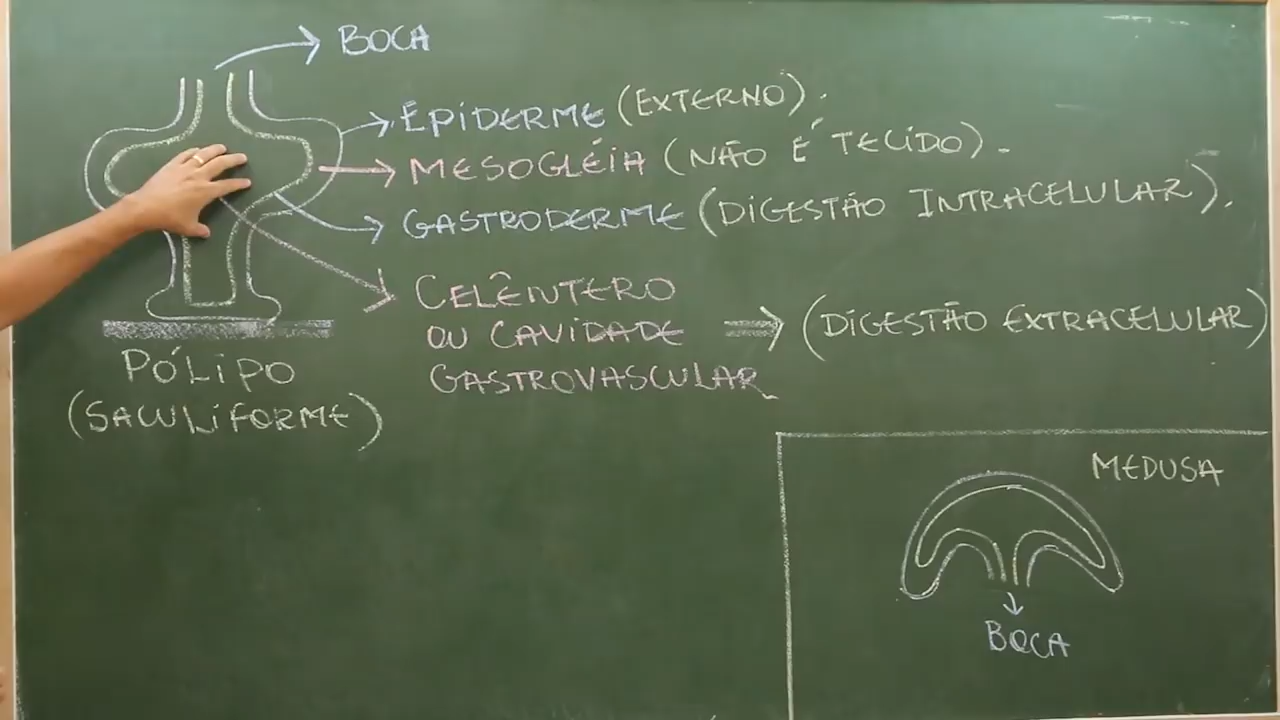 BOCA
EPIDERME (EXTERNO).
MESOGLÉIA (NÃO É TECIDO).
GASTRODERME (DIGESTÃO INTRACELULAR).
CELÊNTERO
OU CAVIDADE
GASTROVASCULAR
(DIGESTÃO EXTRACELULAR)
PÓLIPO
(SACULIFORME)
MEDUSA
BOCA